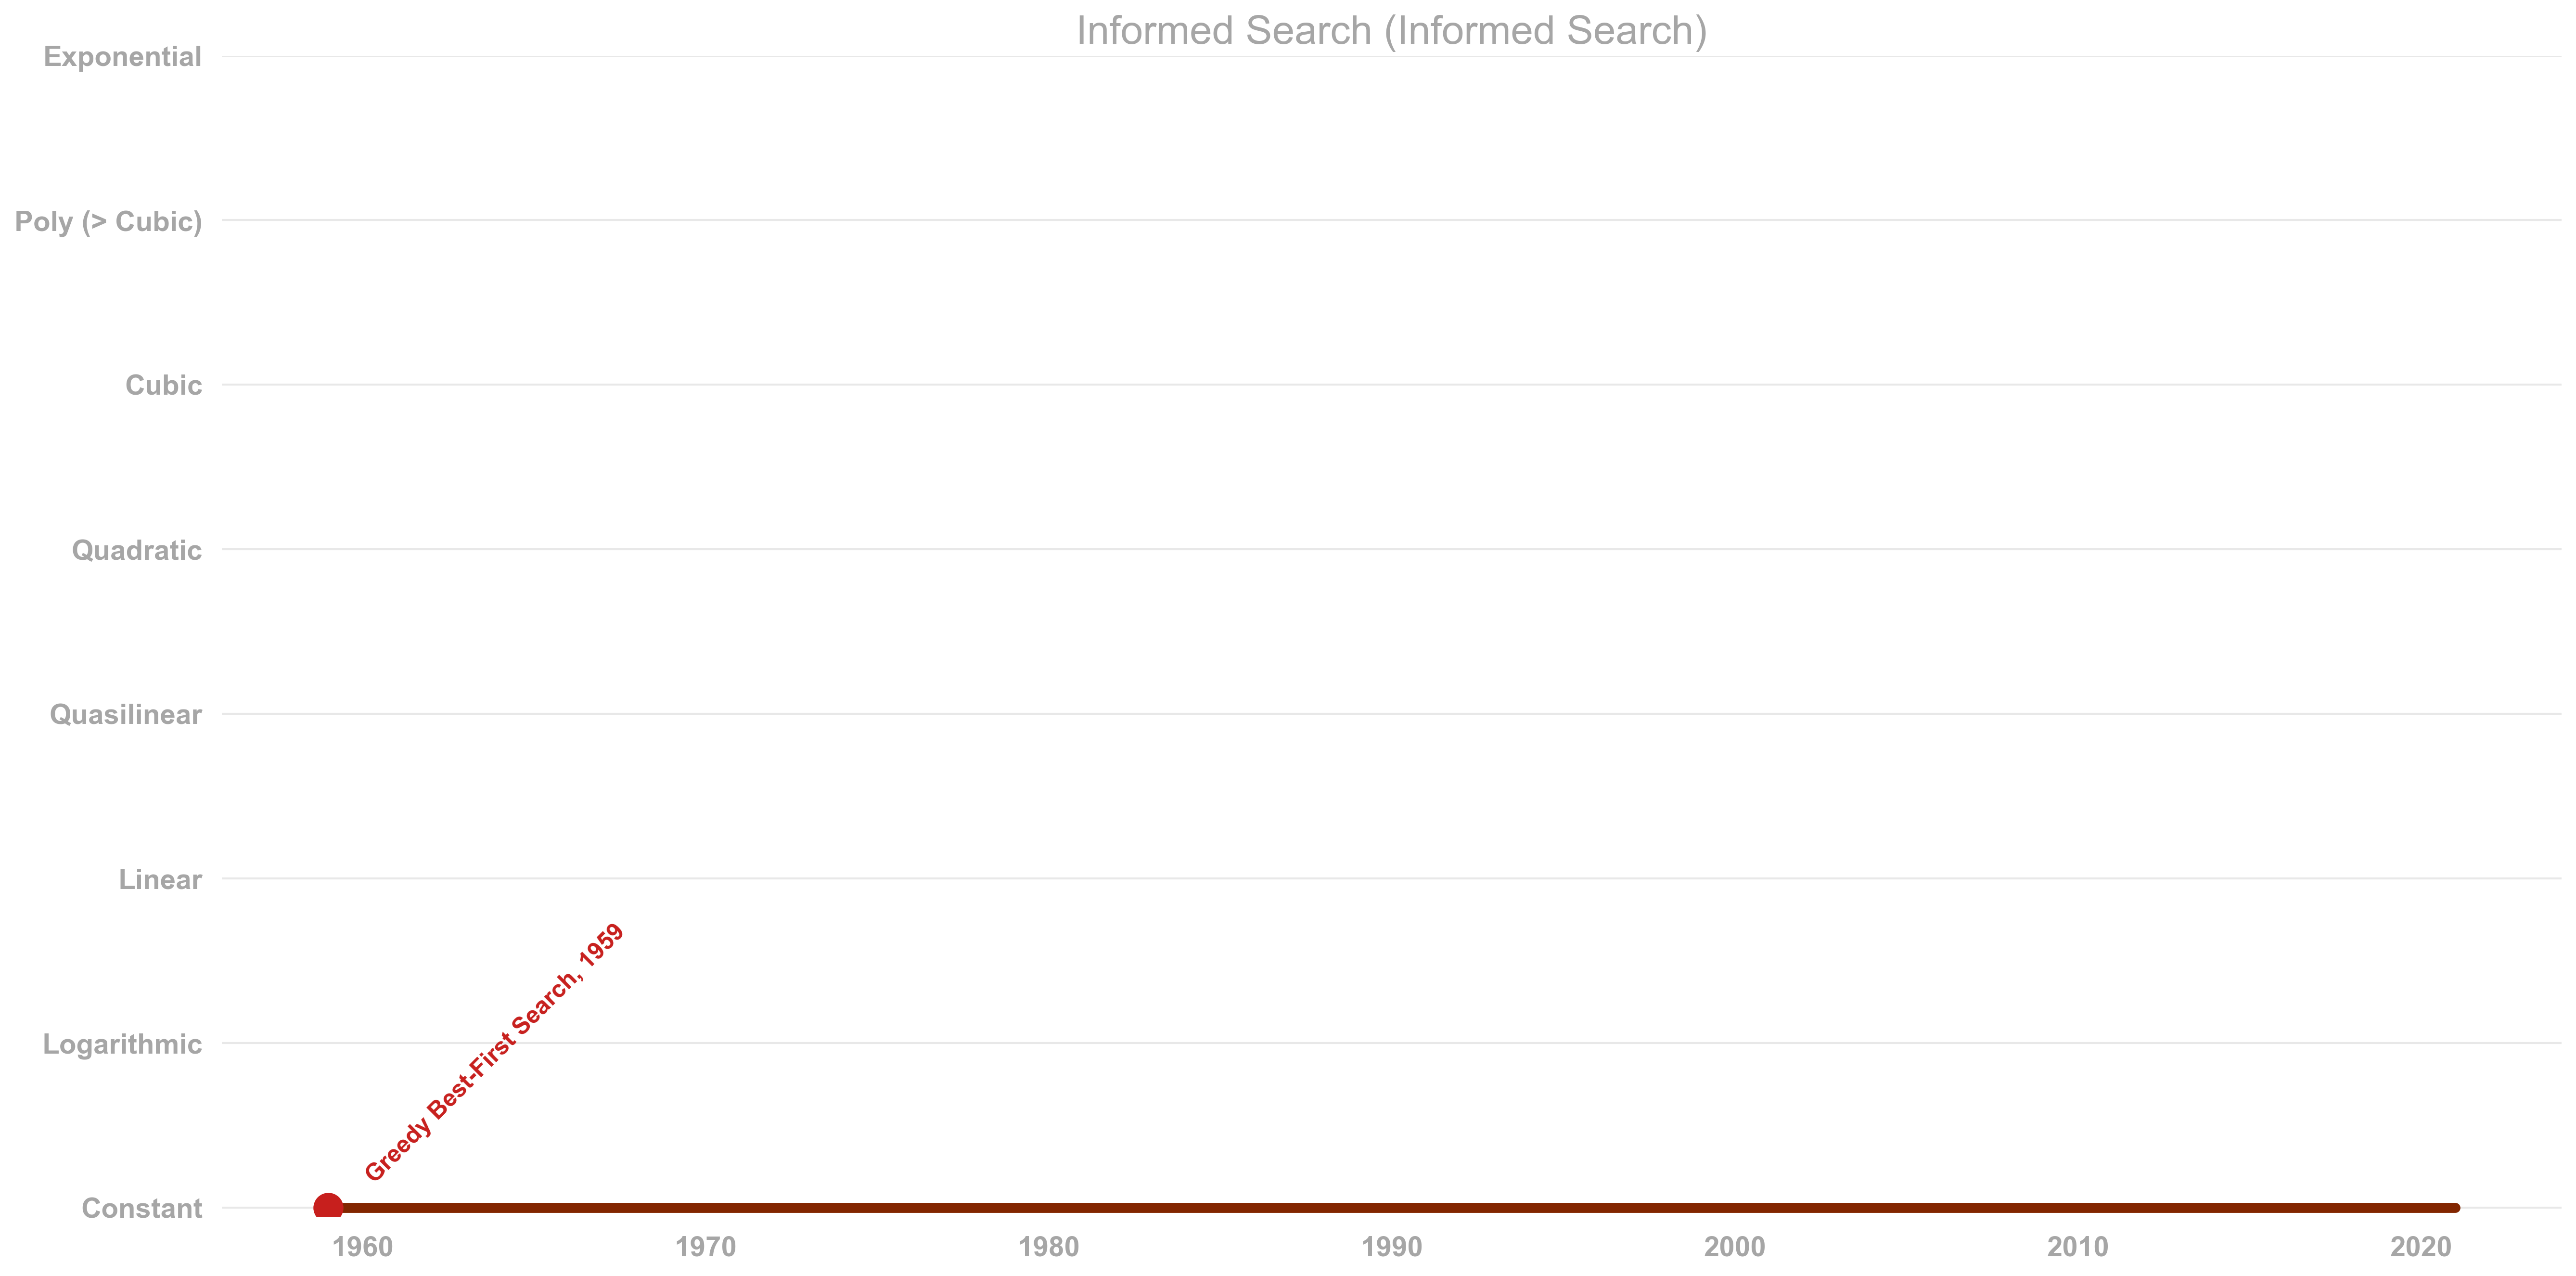 Informed Search (Informed Search)
Exponential
Poly (> Cubic)
Cubic
Quadratic
Quasilinear
Linear
Logarithmic
Constant
Greedy Best-First Search, 1959
1960 1970 1980 1990 2000 2010 2020